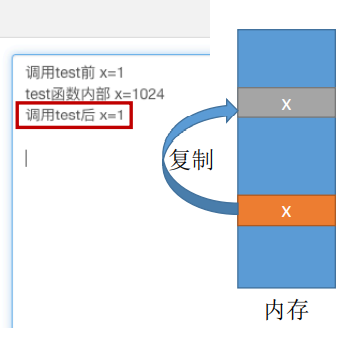 调用test前 x=1
test函数内部 x=1024
调用test后 x=1
x
复制
x
内存